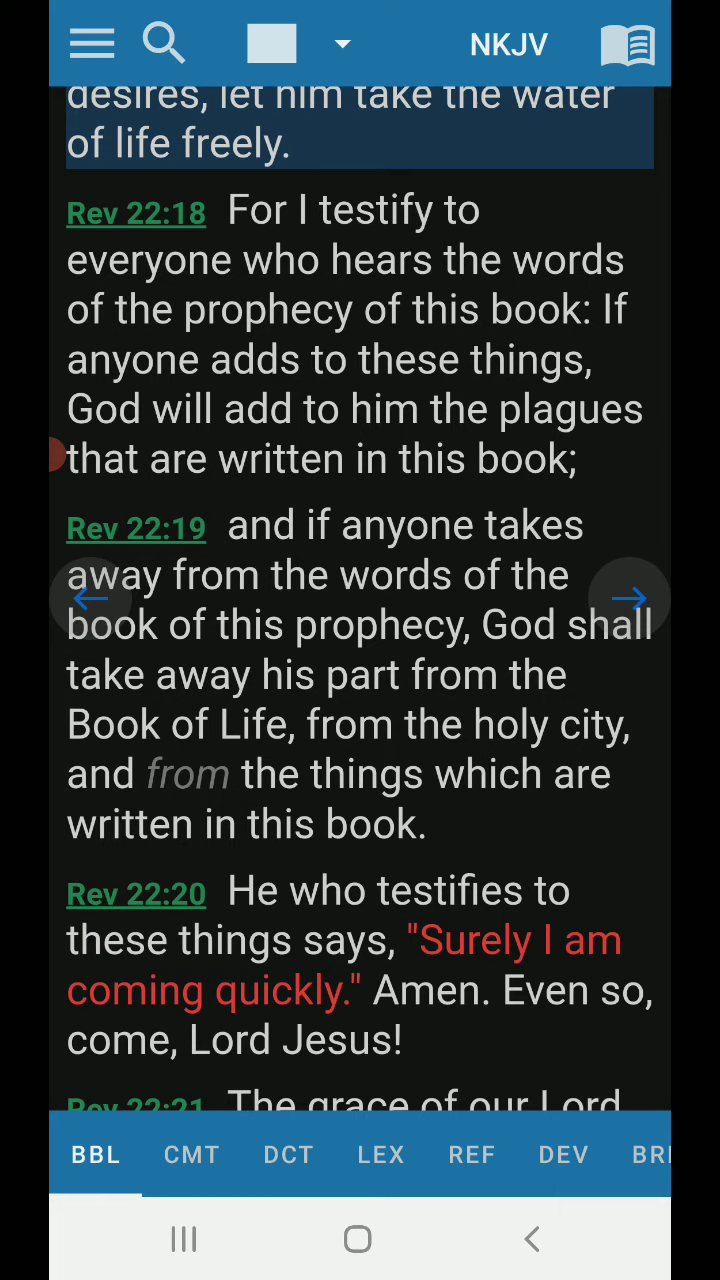 NKJV
desires, let him take the water
of life freely.
Rev 22:18 For I testify to
everyone who hears the words
of the prophecy of this book: If
anyone adds to these things,
God will add to him the plagues
that are written in this book;
Rev 22:19 and if anyone takes
away from the words of the
book of this prophecy, God shall
take away his part from the
Book of Life, from the holy city,
and from the things which are
written in this book.
Rev 22:20 He who testifies to
these things says, "Surely I am
coming quickly." Amen. Even so,
come, Lord Jesus!
Rev 22:21 The grace of our Lord
BBL CMT DCT LEX REF DEV